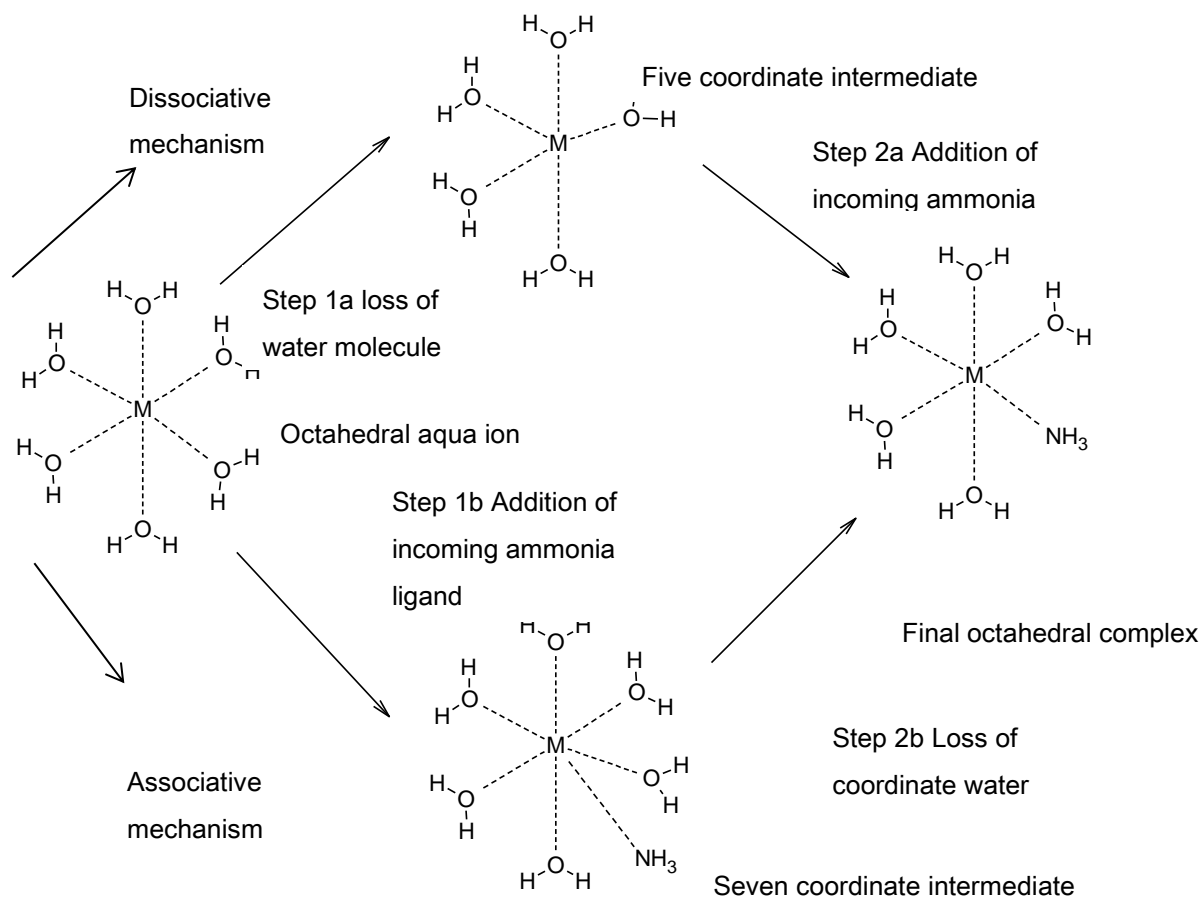 Dissociative
mechanism
Five coordinate intermediate
Step 2a Addition of
incoming ammonia
Step 1a loss of
water molecule
Octahedral aqua ion
Step 1b Addition of
incoming ammonia
ligand
Final octahedral complex
Step 2b Loss of
coordinate water
Associative
mechanism
Seven coordinate intermediate
H O H
H
H O
M
O H
H O
H
H O H
H O H
H
H O
H
O H
M
H O
H
O H
H
H O H
H O H
H
H O
H
O H
M
H O
H
NH3
H O H
H O H
H
H O
H
O H
M
H O
H
O H
H
H O H
NH3